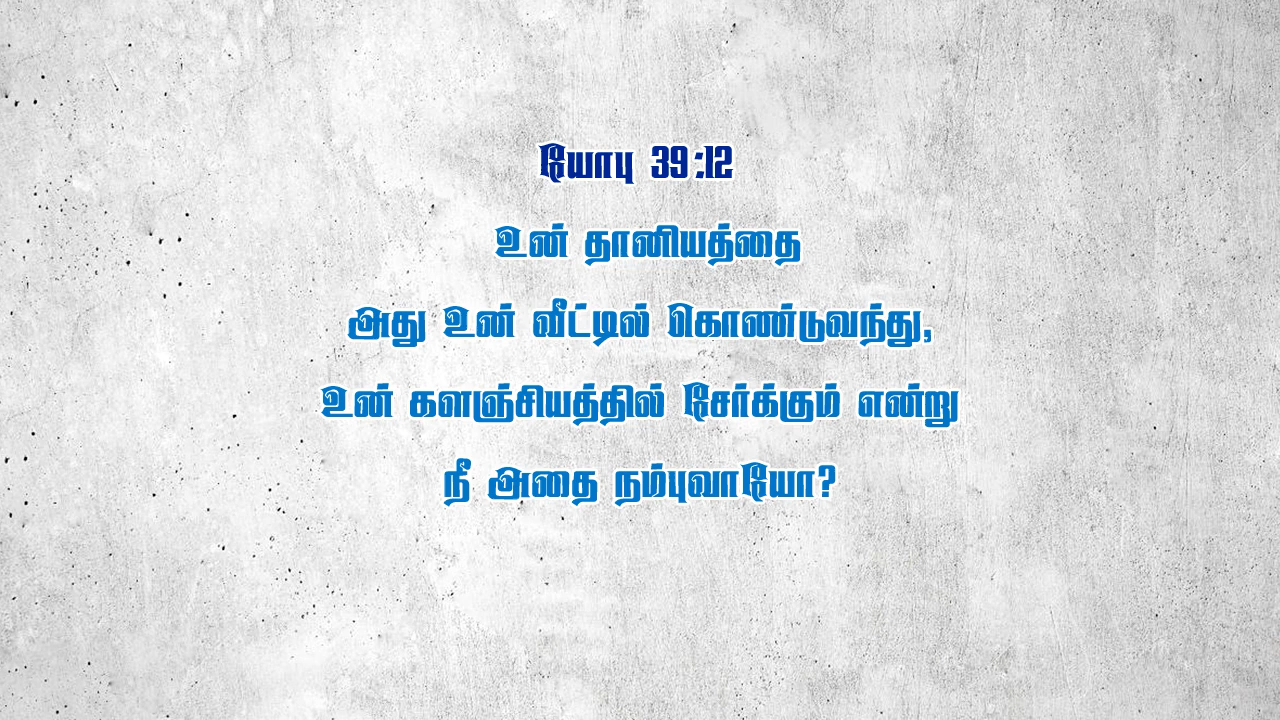 யோபு 39:12
உன் தானியத்தை
அது உன் வீட்டில் கொண்டுவந்து,
உன் களஞ்சியத்தில் சேர்க்கும் என்று
நீ அதை நம்புவாயோ?